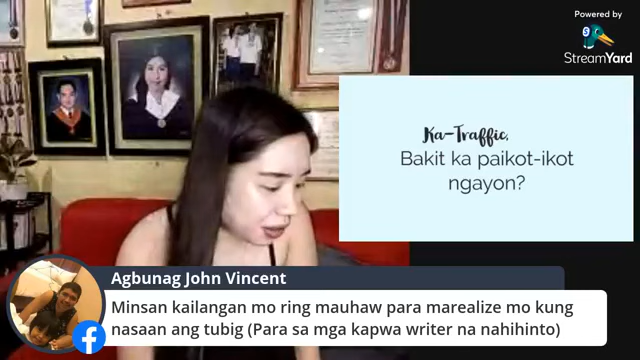 Powered by
StreamYard
Ka-Traffic,
Bakit ka paikot-ikot
ngayon?
Agbunag John Vincent
Minsan kailangan mo ring mauhaw para marealize mo kung
nasaan ang tubig (Para sa mga kapwa writer na nahihinto)